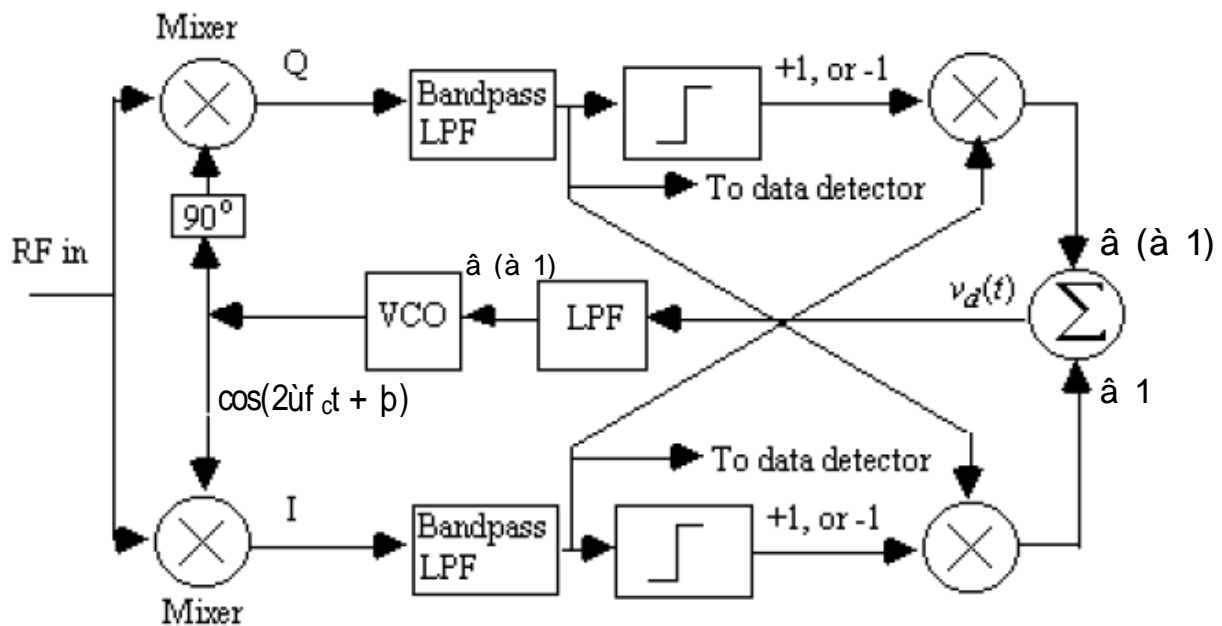 Mixer
Q
Bandpass
LPF
+1, or -1
To data detector
90°
RF in
VCO
â (à 1)
LPF
v_d(t)
â (à 1)
Σ
â 1
cos(2ùf ct + þ)
To data detector
I
Bandpass
LPF
+1, or -1
Mixer